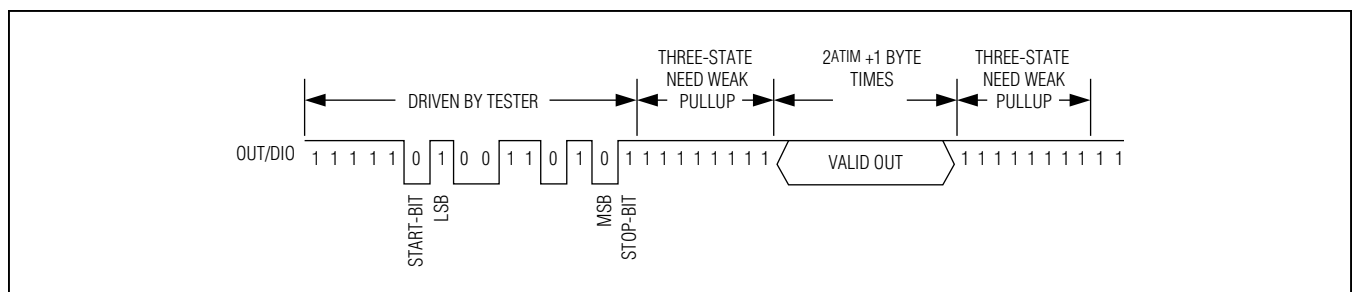 THREE-STATE
NEED WEAK
PULLUP
2ATIM +1 BYTE
TIMES
THREE-STATE
NEED WEAK
PULLUP
DRIVEN BY TESTER
OUT/DIO
1 1 1 1 1 0 1 0 0 1 1 0 1 0 1 1 1 1 1 1 1 1 VALID OUT 1 1 1 1 1 1 1 1 1 1
START-BIT
LSB
MSB
STOP-BIT